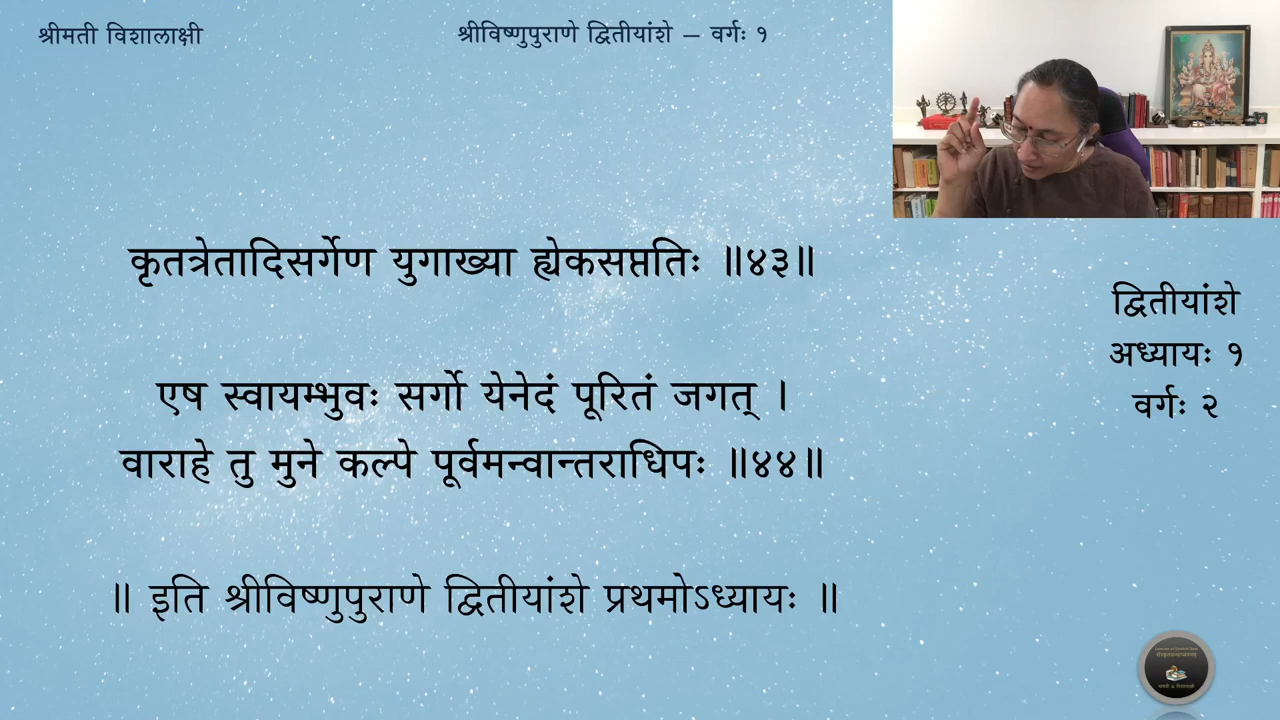 श्रीमती विशालाक्षी
श्रीविष्णुपुराणे द्वितीयांशे – वर्गः १
कृतत्रेतादिसर्गेण युगाख्या ह्येकसप्ततिः ॥४३॥
एष स्वायम्भुवः सर्गो येनेदं पूरितं जगत् ।
वाराहे तु मुने कल्पे पूर्वमन्वान्तराधिपः ॥४४॥
॥ इति श्रीविष्णुपुराणे द्वितीयांशे प्रथमोऽध्यायः ॥
द्वितीयांशे
अध्यायः १
वर्गः २